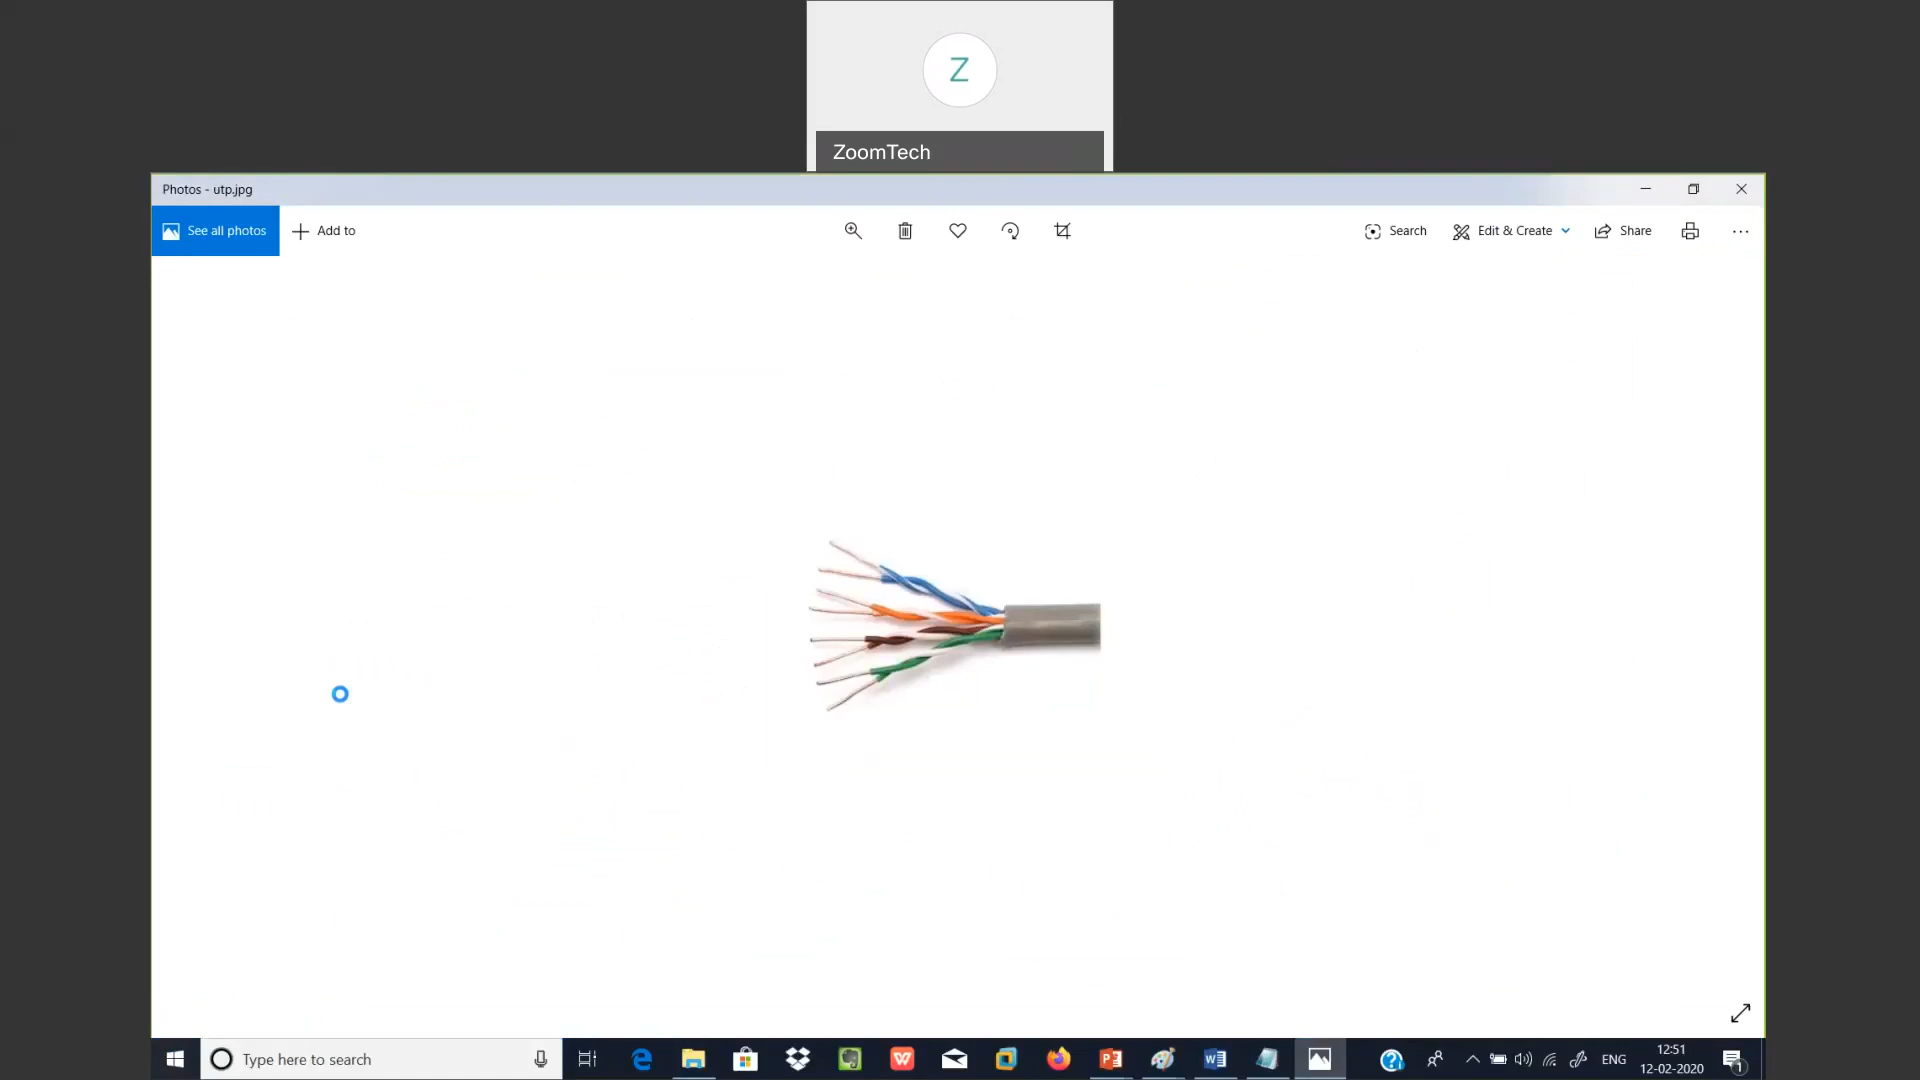 Z
ZoomTech
Photos - utp.jpg
See all photos
Add to
Search
Edit & Create
Share
Type here to search
ENG
12:51
12-02-2020
1